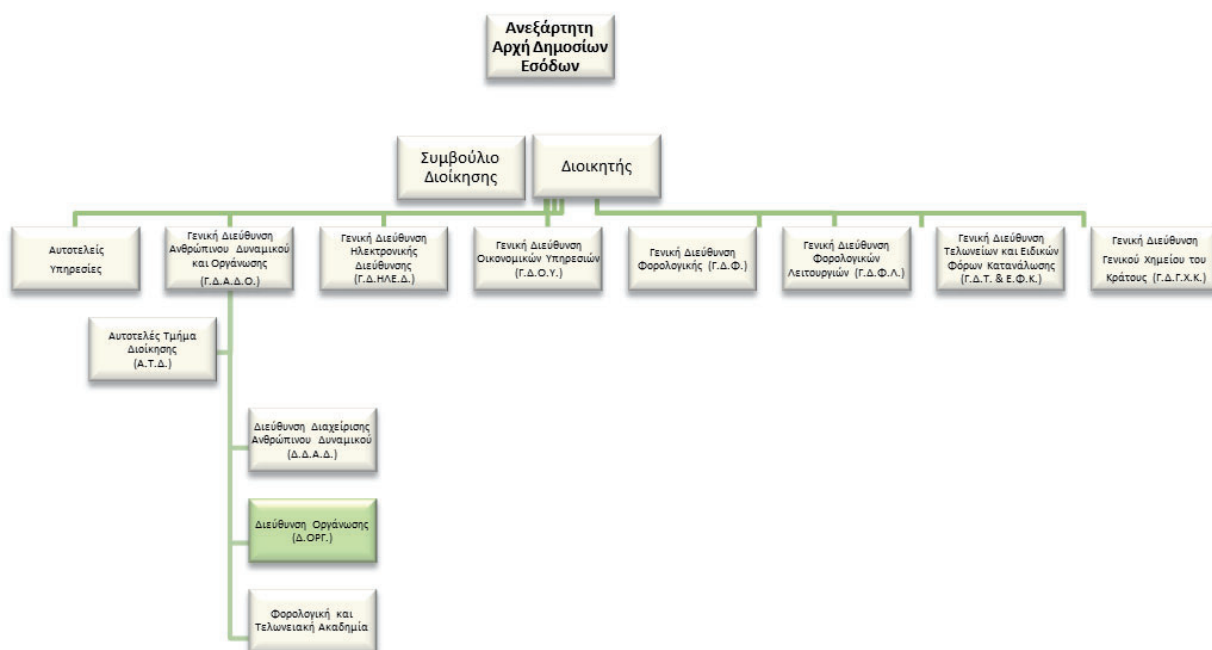 Ανεξάρτητη
Αρχή Δημοσίων
Εσόδων
Συμβούλιο
Διοίκησης
Διοικητής
Αυτοτελείς
Υπηρεσίες
Γενική Διεύθυνση
Ανθρώπινου Δυναμικού
και Οργάνωσης
(Γ.Δ.Α.Δ.Ο.)
Γενική Διεύθυνση
Ηλεκτρονικής
Διεύθυνσης
(Γ.Δ.ΗΛΕ.Δ.)
Γενική Διεύθυνση
Οικονομικών Υπηρεσιών
(Γ.Δ.Ο.Υ.)
Γενική Διεύθυνση
Φορολογικής (Γ.Δ.Φ.)
Γενική Διεύθυνση
Φορολογικών
Λειτουργιών (Γ.Δ.Φ.Λ.)
Γενική Διεύθυνση
Τελωνείων και Ειδικών
Φόρων Κατανάλωσης
(Γ.Δ.Τ. & Ε.Φ.Κ.)
Γενική Διεύθυνση
Γενικού Χημείου του
Κράτους (Γ.Δ.Γ.Χ.Κ.)
Αυτοτελές Τμήμα
Διοίκησης
(Α.Τ.Δ.)
Διεύθυνση Διαχείρισης
Ανθρώπινου Δυναμικού
(Δ.Δ.Α.Δ.)
Διεύθυνση Οργάνωσης
(Δ.ΟΡΓ.)
Φορολογική και
Τελωνειακή Ακαδημία